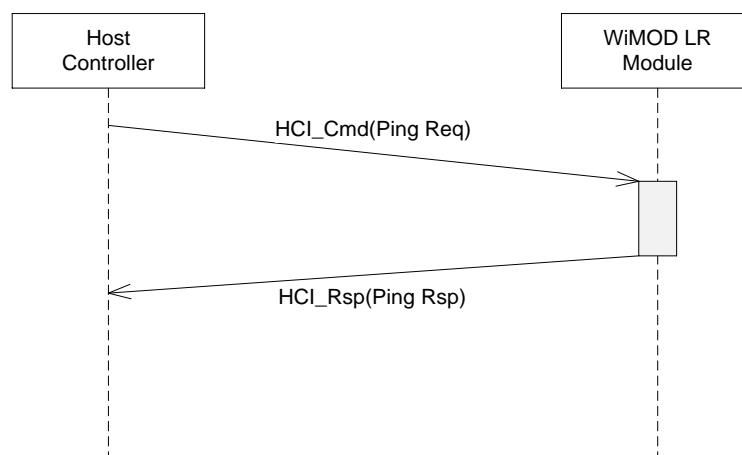 Host
Controller
WiMOD LR
Module
HCI_Cmd(Ping Req)
HCI_Rsp(Ping Rsp)